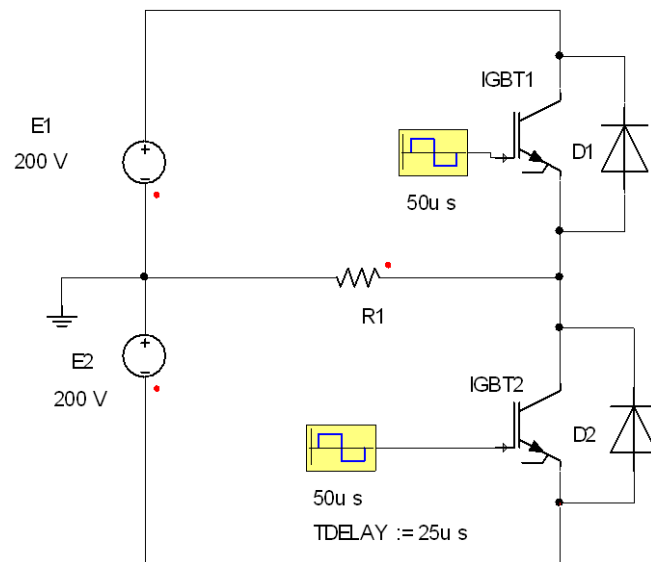 IGBT1
E1
200 V
D1
50u s
R1
E2
200 V
IGBT2
D2
50u s
TDELAY := 25u s